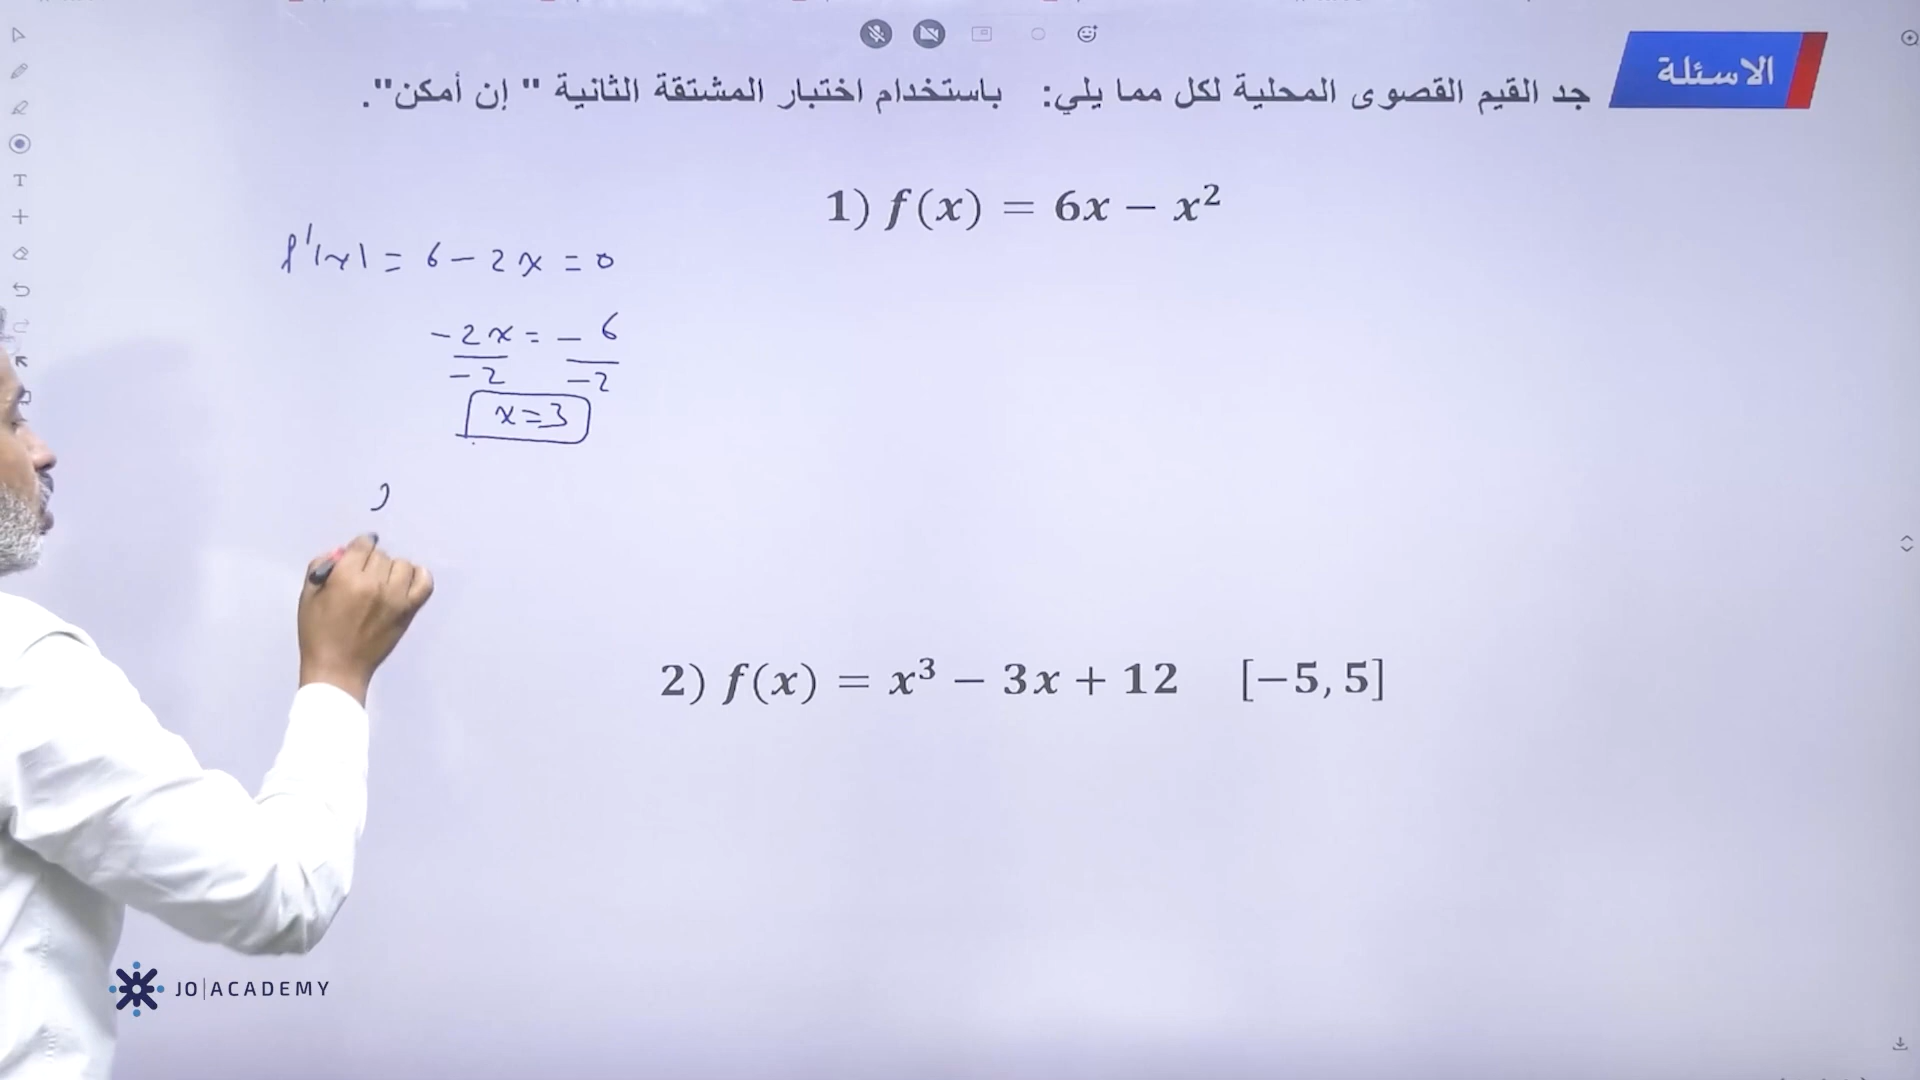 الاسئلة
جد القيم القصوى المحلية لكل مما يلي: باستخدام اختبار المشتقة الثانية " إن أمكن".
1) f(x) = 6x − x²
f'(x) = 6 − 2x = 0
−2x = −6
−2 −2
x = 3
2) f(x) = x³ − 3x + 12 [−5, 5]
JO|ACADEMY